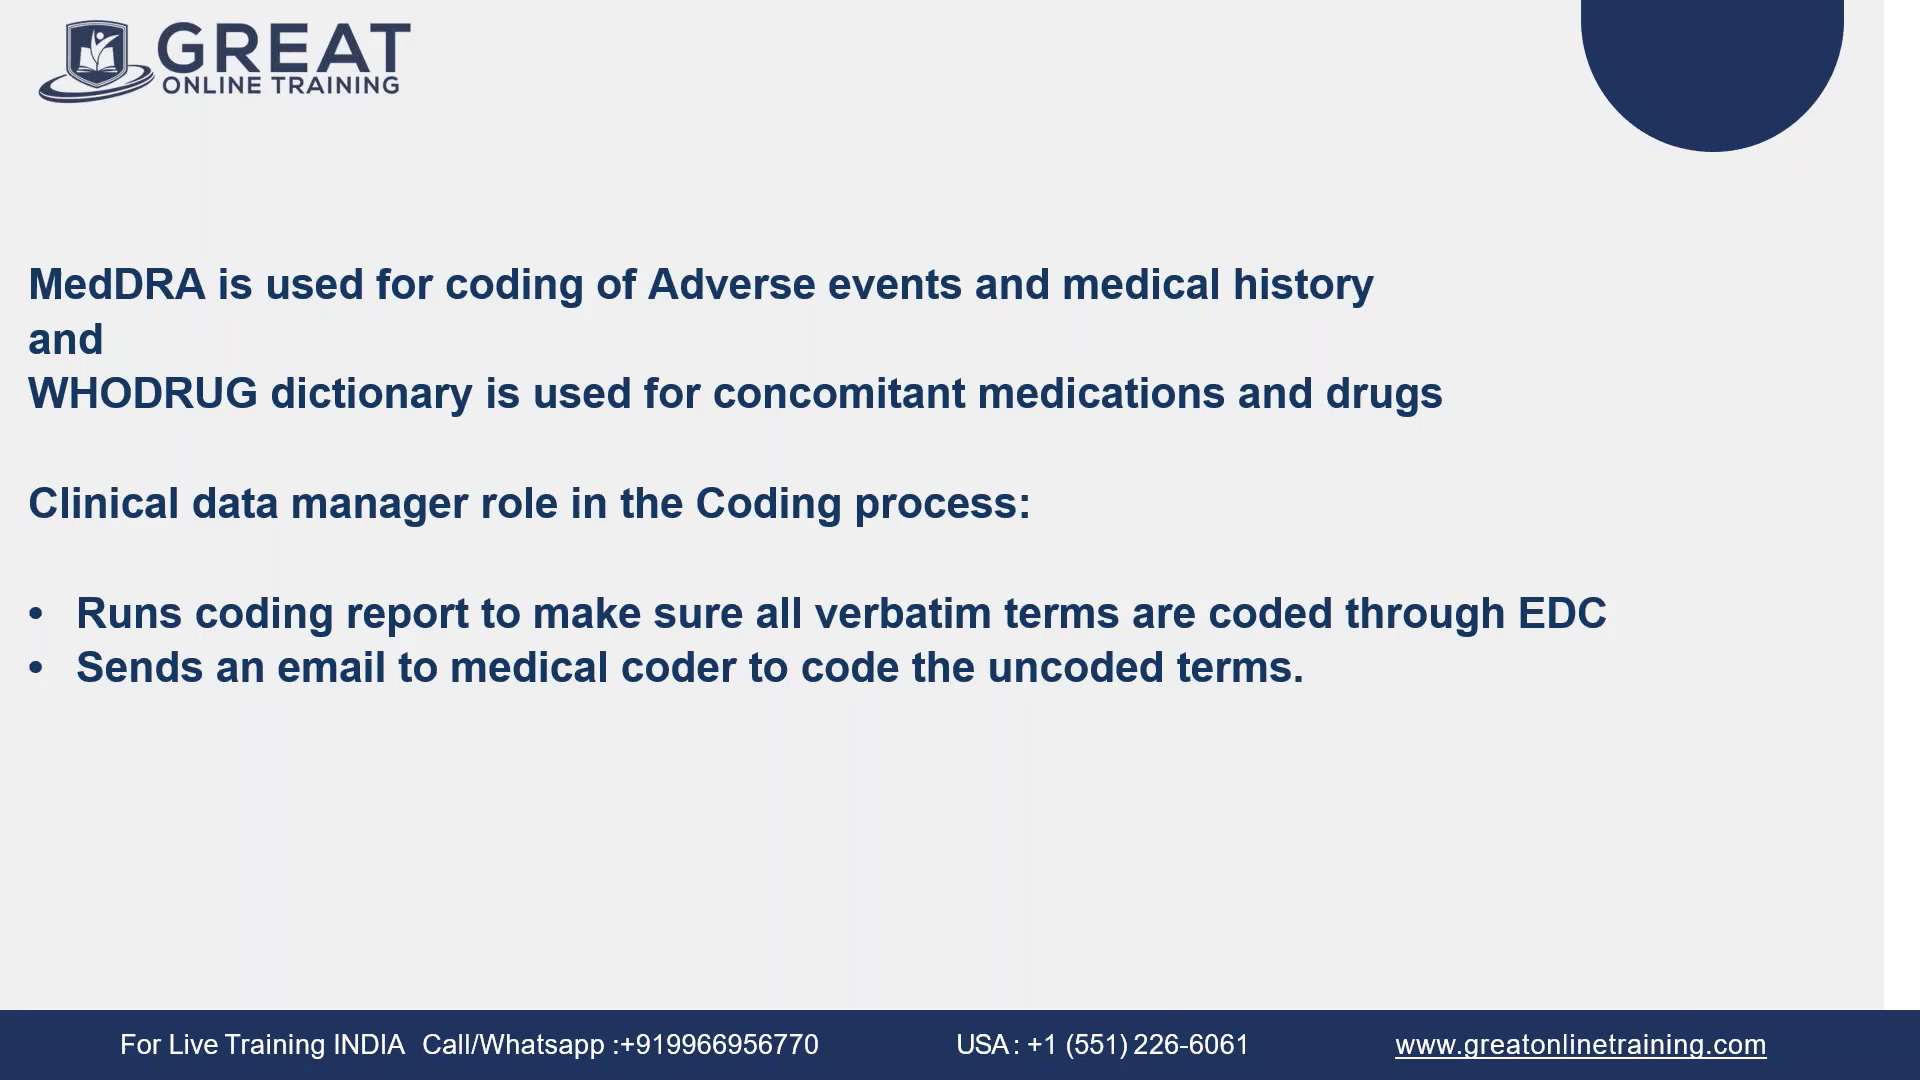 GREAT
ONLINE TRAINING
MedDRA is used for coding of Adverse events and medical history
and
WHODRUG dictionary is used for concomitant medications and drugs
Clinical data manager role in the Coding process:
• Runs coding report to make sure all verbatim terms are coded through EDC
• Sends an email to medical coder to code the uncoded terms.
For Live Training INDIA Call/Whatsapp :+919966956770 USA : +1 (551) 226-6061 www.greatonlinetraining.com